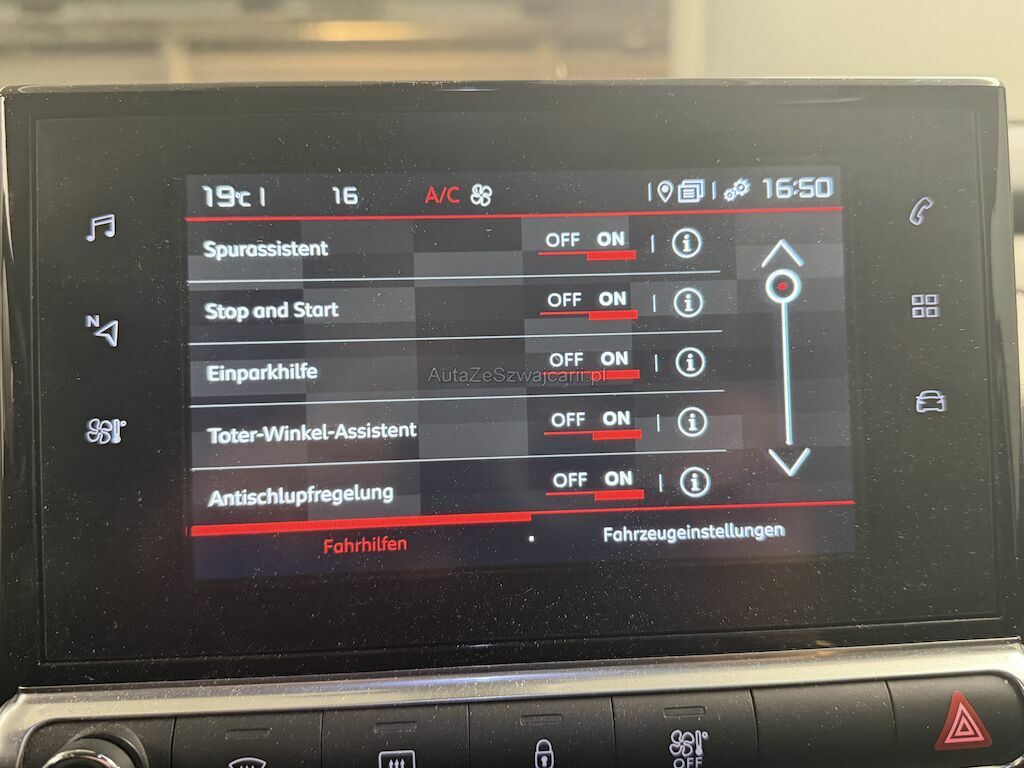 19°C 16 A/C 16:50
Spurassistent OFF ON
Stop and Start OFF ON
N
Einparkhilfe OFF ON
AutaZeSzwajcarii.pl
Toter-Winkel-Assistent OFF ON
Antischlupfregelung OFF ON
Fahrhilfen Fahrzeugeinstellungen
OFF